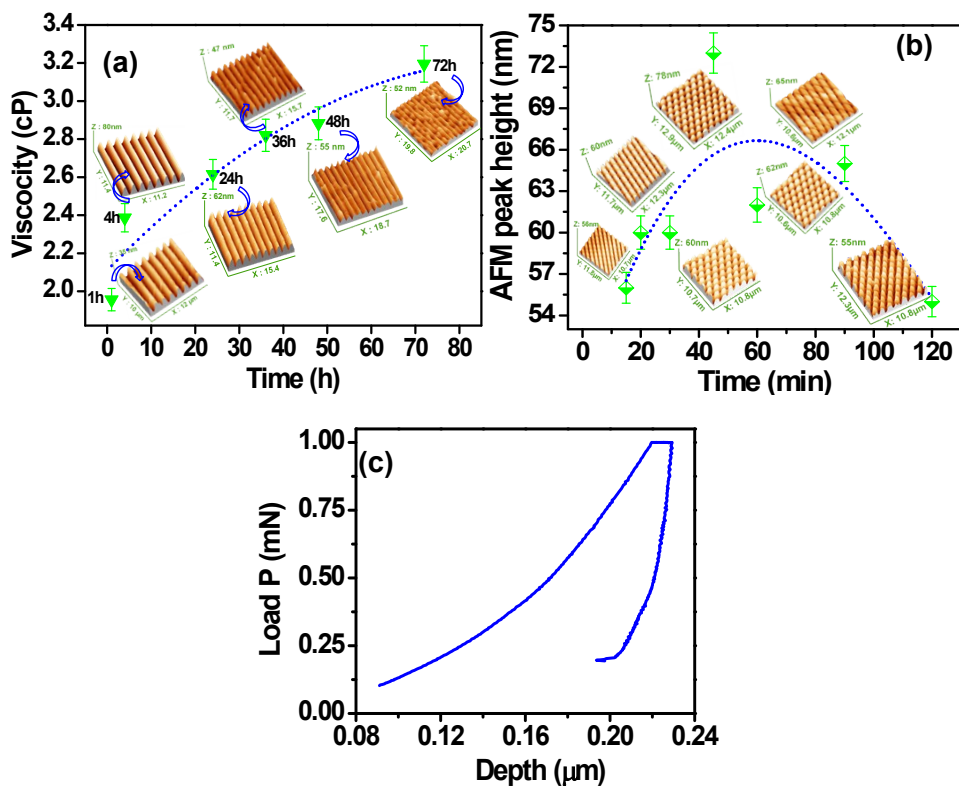 (a)
Viscocity (cP)
3.4
3.2
3.0
2.8
2.6
2.4
2.2
2.0
0 10 20 30 40 50 60 70 80
Time (h)
1h
4h
24h
36h
48h
72h
Z : 80nm
Y : 11.4
X : 11.2
Y : 10 µm
X : 12 µm
Z : 47 nm
Y : 11.7
X : 15.7
Z : 62nm
Y : 11.4
X : 15.4
Z : 55 nm
Y : 17.6
X : 18.7
Z : 52 nm
Y : 19.8
X : 20.7
(b)
AFM peak height (nm)
75
72
69
66
63
60
57
54
0 20 40 60 80 100 120
Time (min)
Z: 56nm
Y: 11.8µm
X: 10.7µm
Z: 60nm
Y: 11.7µm
X: 12.3µm
Z: 60nm
Y: 10.7µm
X: 10.8µm
Z: 78nm
Y: 12.9µm
X: 12.4µm
Z: 62nm
Y: 10.6µm
X: 10.8µm
Z: 65nm
Y: 10.6µm
X: 12.1µm
Z: 55nm
Y: 12.3µm
X: 10.8µm
(c)
Load P (mN)
1.00
0.75
0.50
0.25
0.00
0.08 0.12 0.16 0.20 0.24
Depth (µm)